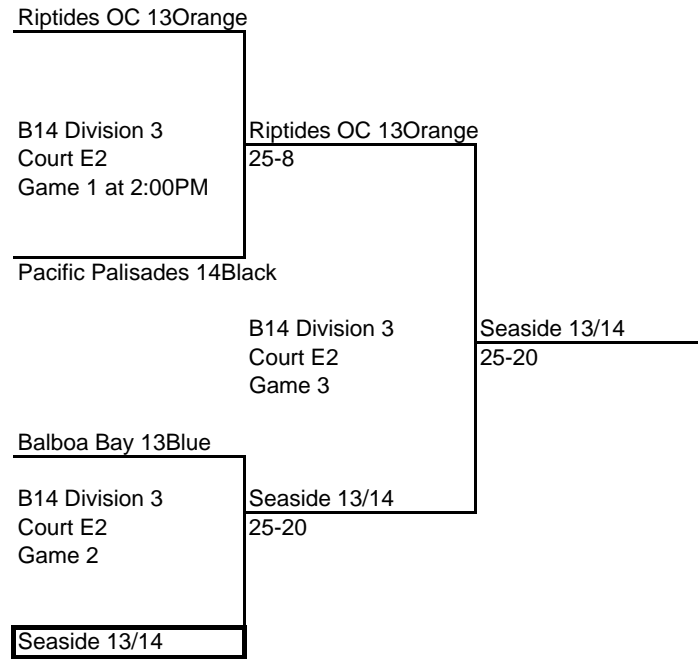 Riptides OC 13Orange
B14 Division 3
Court E2
Game 1 at 2:00PM
Riptides OC 13Orange
25-8
Pacific Palisades 14Black
B14 Division 3
Court E2
Game 3
Seaside 13/14
25-20
Balboa Bay 13Blue
B14 Division 3
Court E2
Game 2
Seaside 13/14
25-20
Seaside 13/14